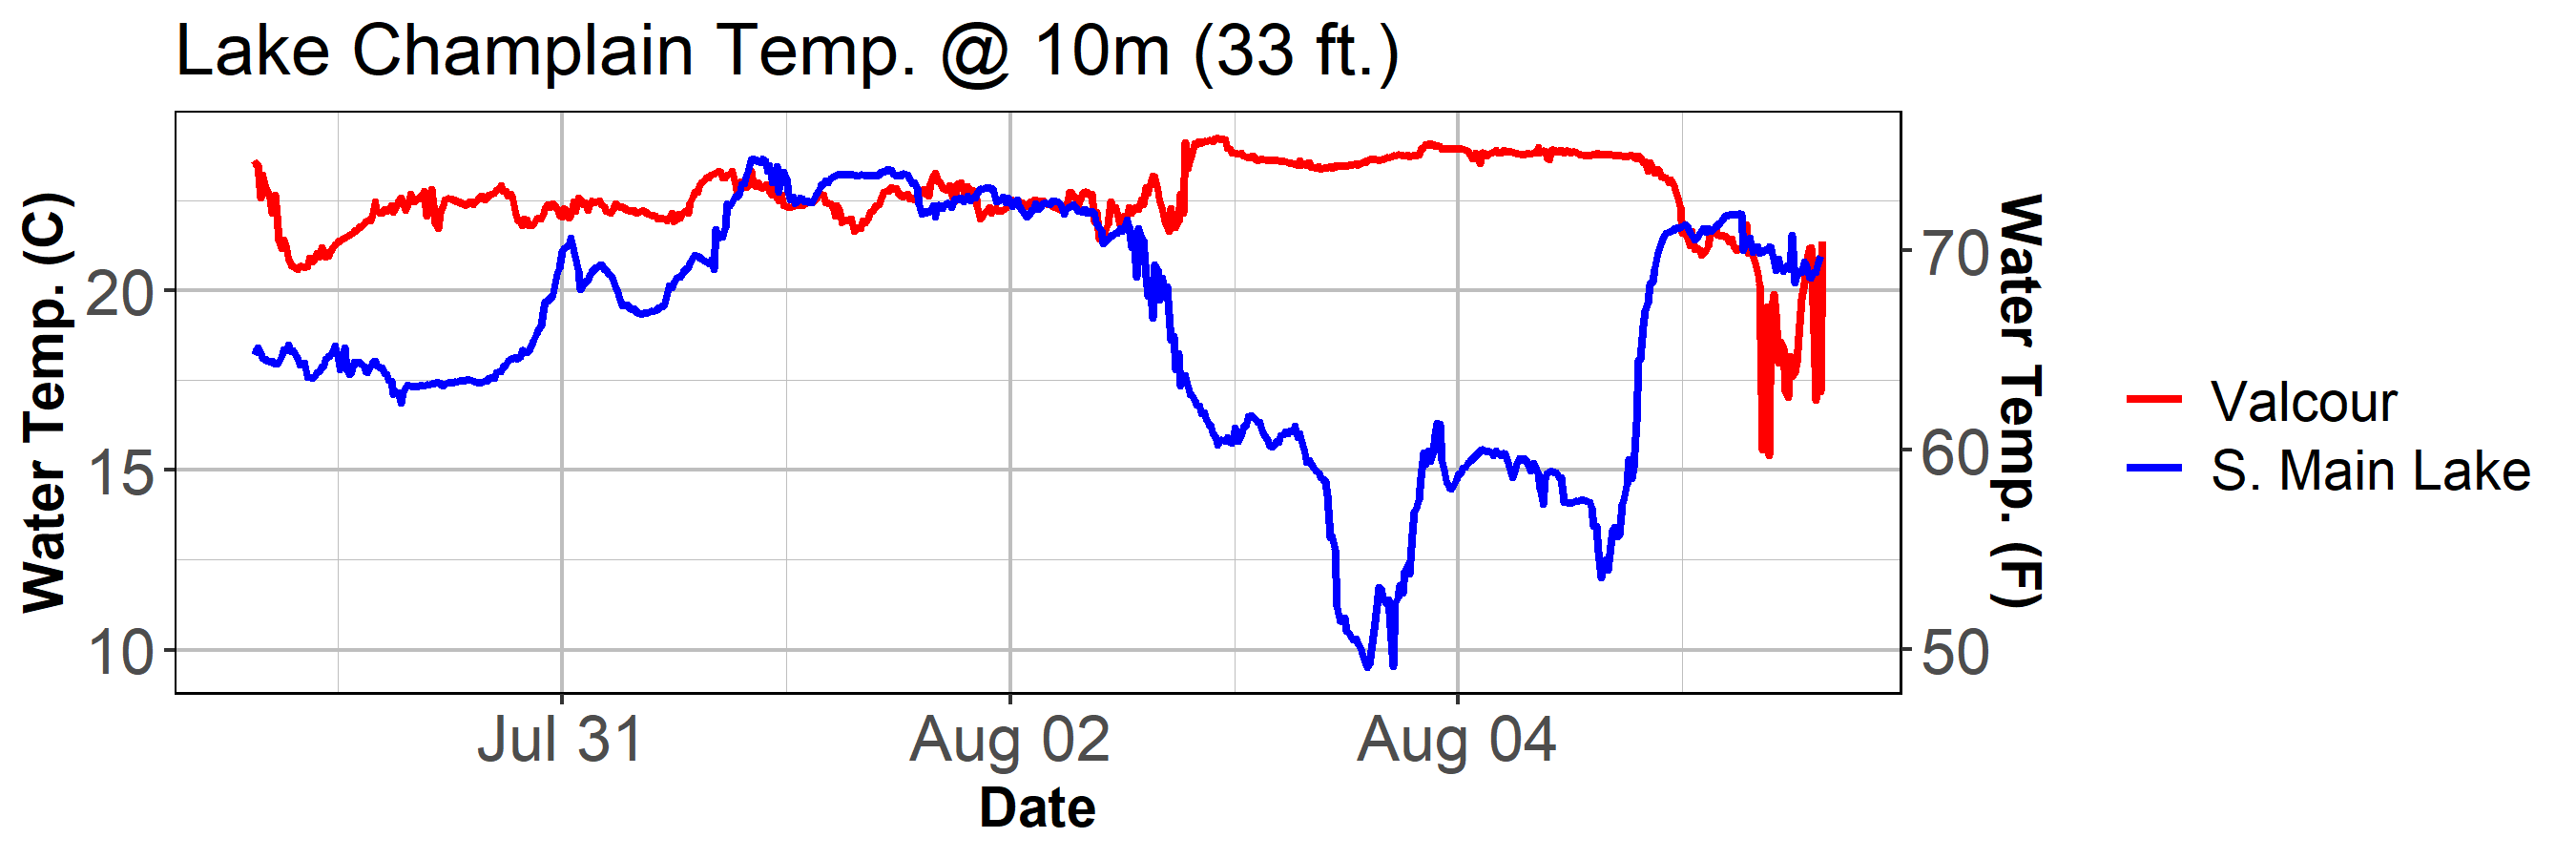 Lake Champlain Temp. @ 10m (33 ft.)
Water Temp. (C)
20
15
10
70
60
50
Water Temp. (F)
Jul 31
Aug 02
Aug 04
Date
Valcour
S. Main Lake